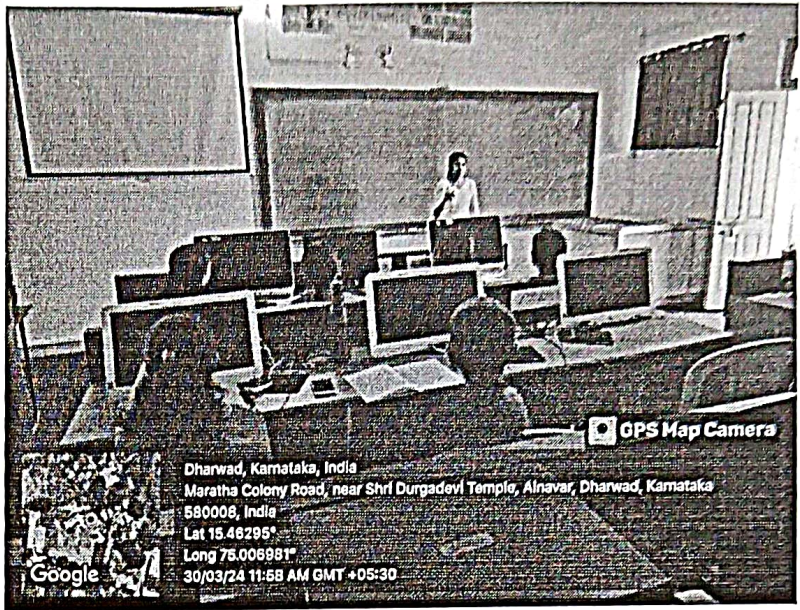 GPS Map Camera
Dharwad, Karnataka, India
Maratha Colony Road, near Shri Durgadevi Temple, Alnavar, Dharwad, Karnataka
580008, India
Lat 15.46295°
Long 75.006981°
30/03/24 11:58 AM GMT +05:30
Google